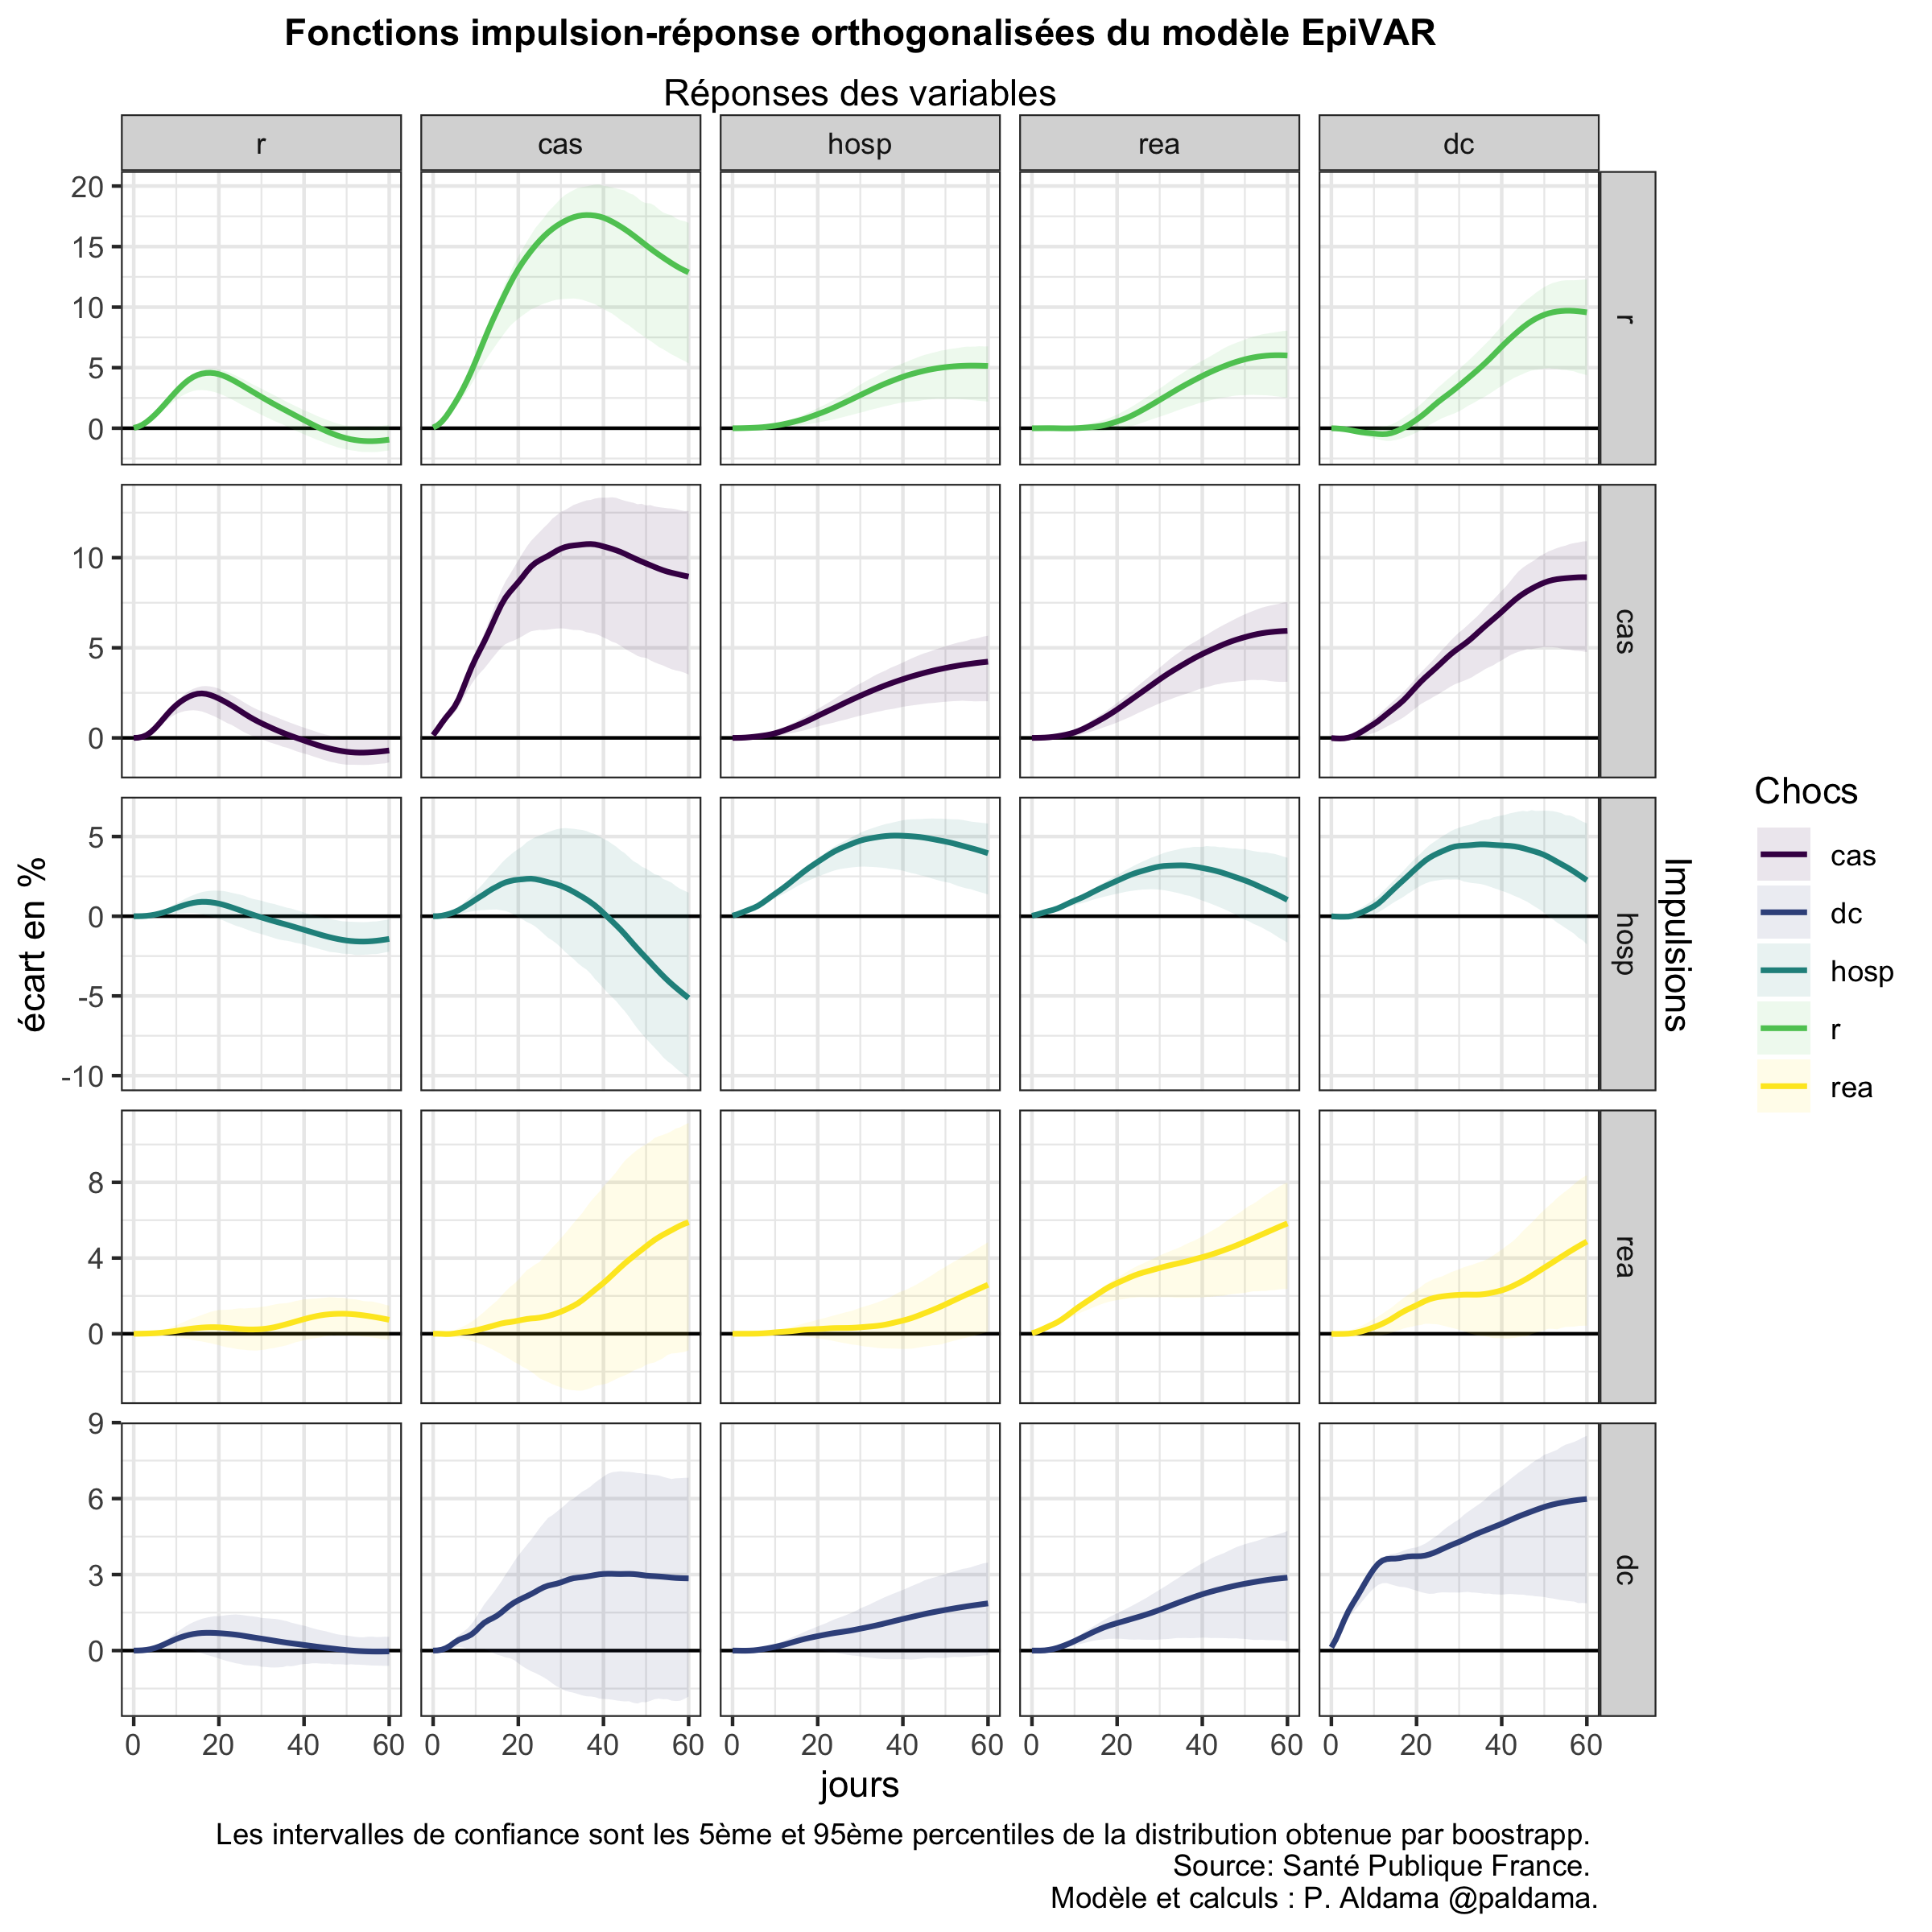 Fonctions impulsion-réponse orthogonalisées du modèle EpiVAR
Réponses des variables
r cas hosp rea dc
20
15
10
5
0
r
10
5
0
cas
5
0
-5
-10
hosp
8
4
0
rea
9
6
3
0
dc
écart en %
Impulsions
0 20 40 60 0 20 40 60 0 20 40 60 0 20 40 60 0 20 40 60
jours
Chocs
cas
dc
hosp
r
rea
Les intervalles de confiance sont les 5ème et 95ème percentiles de la distribution obtenue par boostrapp.
Source: Santé Publique France.
Modèle et calculs : P. Aldama @paldama.